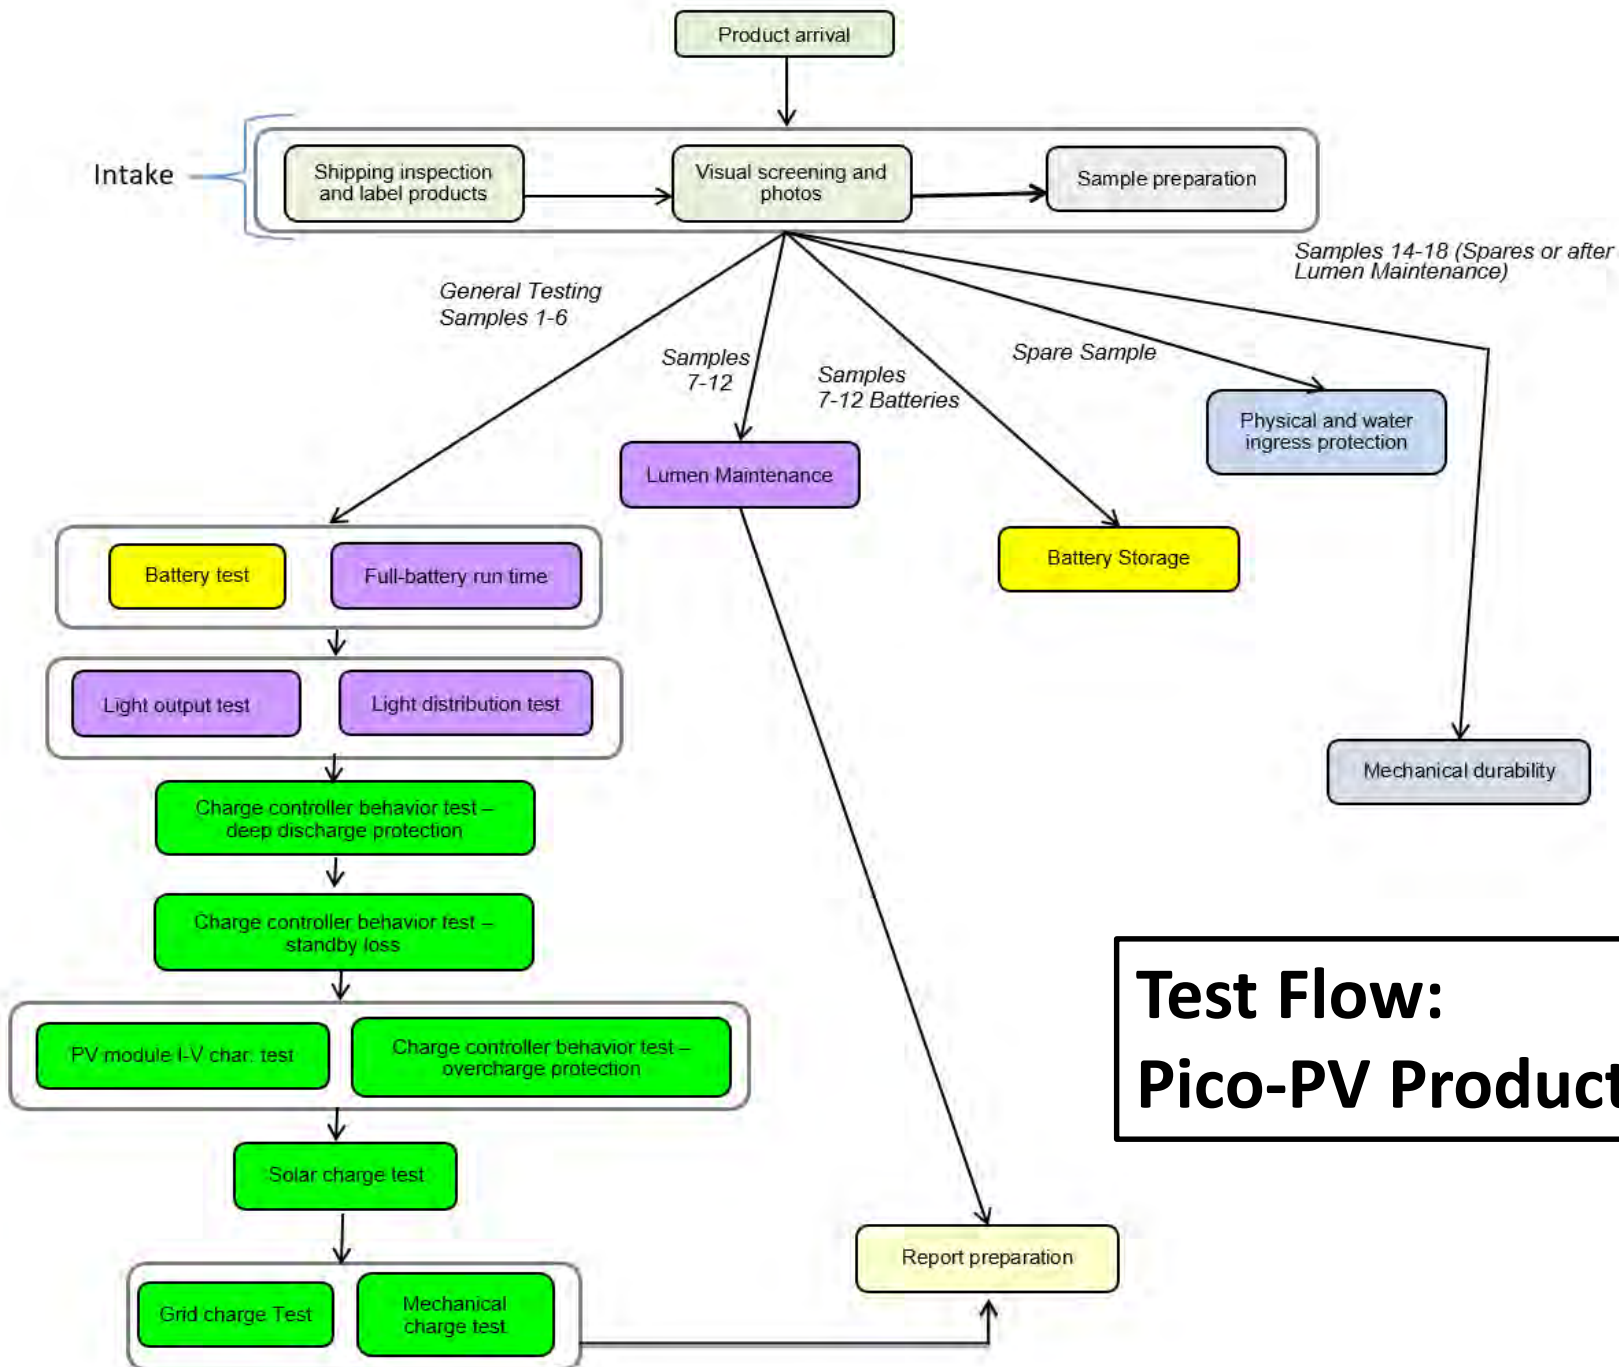 Product arrival
Intake
Shipping inspection
and label products
Visual screening and
photos
Sample preparation
Samples 14-18 (Spares or after
Lumen Maintenance)
General Testing
Samples 1-6
Samples
7-12
Samples
7-12 Batteries
Spare Sample
Physical and water
ingress protection
Lumen Maintenance
Battery Storage
Battery test
Full-battery run time
Light output test
Light distribution test
Mechanical durability
Charge controller behavior test –
deep discharge protection
Charge controller behavior test –
standby loss
PV module I-V char. test
Charge controller behavior test –
overcharge protection
Test Flow:
Pico-PV Product
Solar charge test
Report preparation
Grid charge Test
Mechanical
charge test